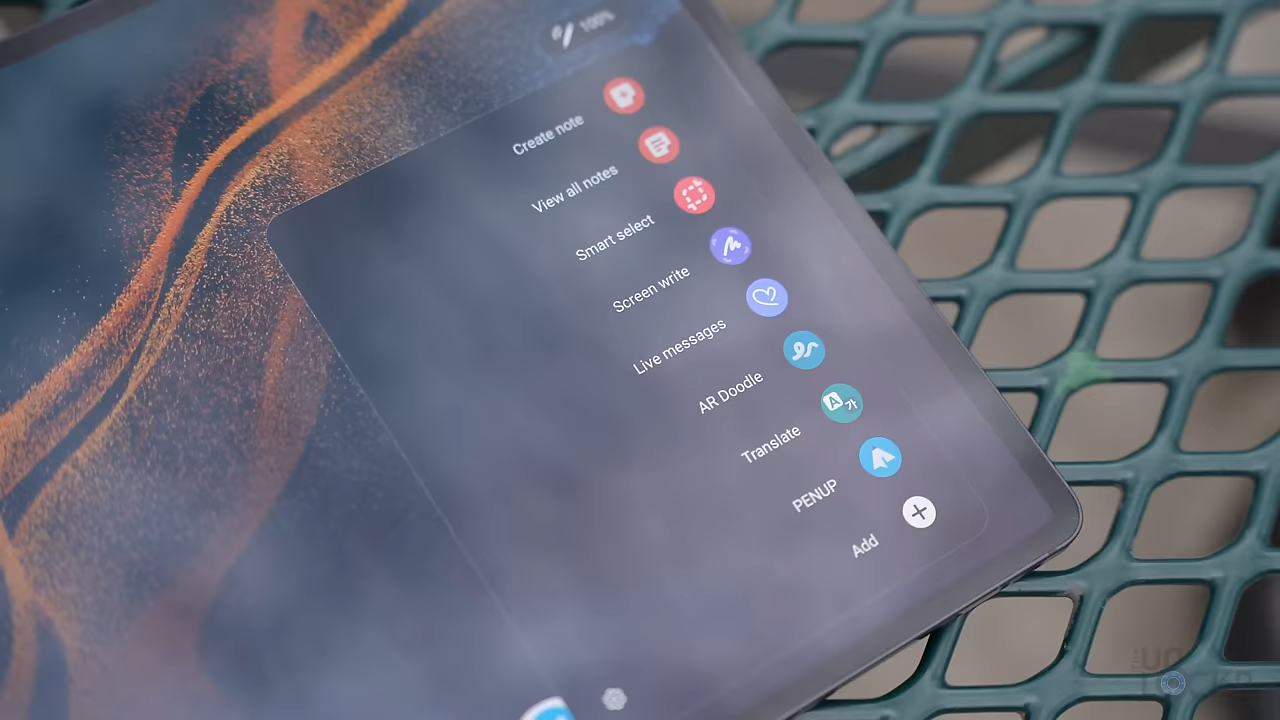 100%
Create note
View all notes
Smart select
Screen write
Live messages
AR Doodle
Translate
PENUP
Add